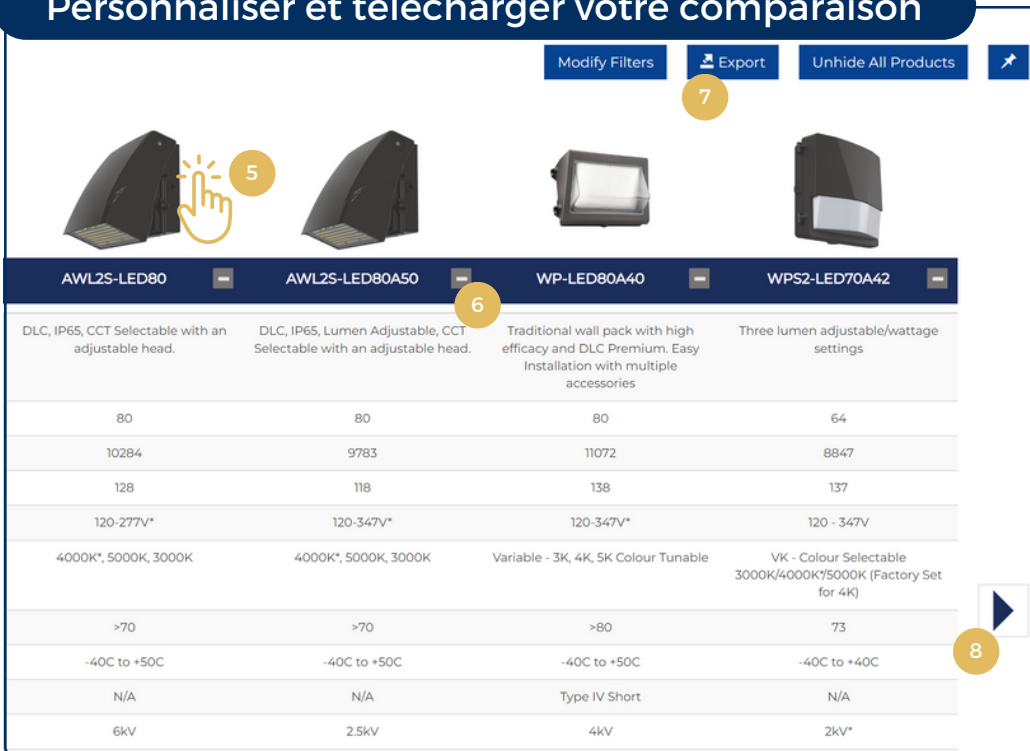 Personnaliser et télécharger votre comparaison
Modify Filters Export Unhide All Products
7
5
AWL2S-LED80 AWL2S-LED80A50 WP-LED80A40 WPS2-LED70A42
6
DLC, IP65, CCT Selectable with an
adjustable head.
DLC, IP65, Lumen Adjustable, CCT
Selectable with an adjustable head.
Traditional wall pack with high
efficacy and DLC Premium. Easy
Installation with multiple
accessories
Three lumen adjustable/wattage
settings
80 80 80 64
10284 9783 11072 8847
128 118 138 137
120-277V* 120-347V* 120-347V* 120 - 347V
4000K*, 5000K, 3000K 4000K*, 5000K, 3000K Variable - 3K, 4K, 5K Colour Tunable VK - Colour Selectable
3000K/4000K*/5000K (Factory Set
for 4K)
>70 >70 >80 73
8
-40C to +50C -40C to +50C -40C to +50C -40C to +40C
N/A N/A Type IV Short N/A
6kV 2.5kV 4kV 2kV*